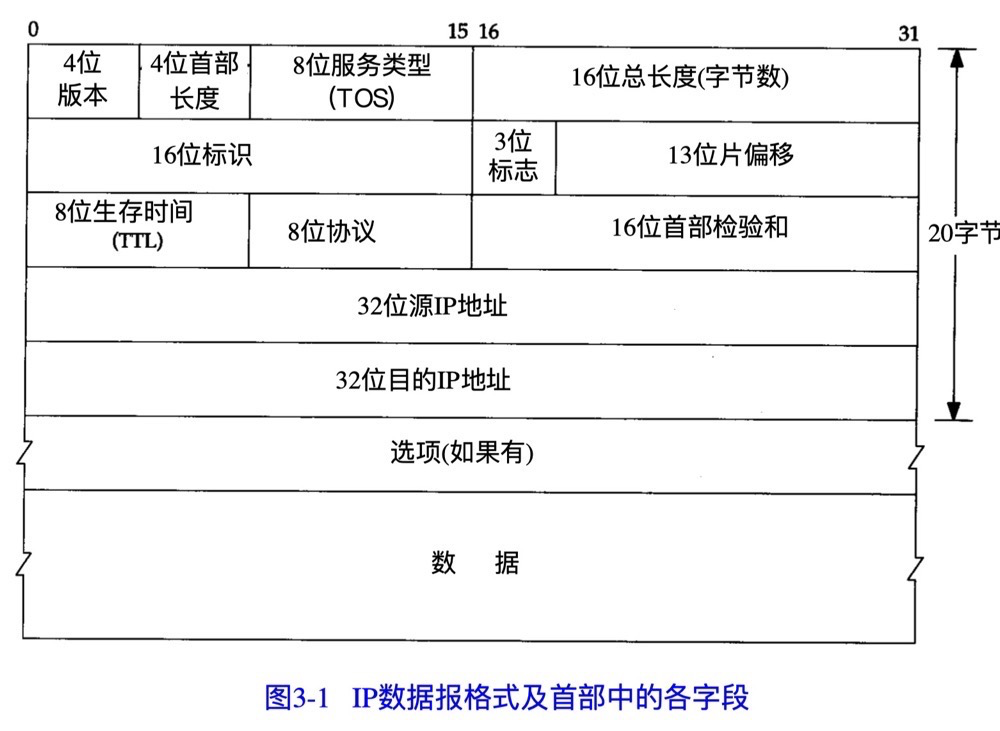 0 15 16 31
4位
版本
4位首部
长度
8位服务类型
(TOS)
16位总长度(字节数)
16位标识
3位
标志
13位片偏移
8位生存时间
(TTL)
8位协议
16位首部检验和
20字节
32位源IP地址
32位目的IP地址
选项(如果有)
数 据
图3-1 IP数据报格式及首部中的各字段